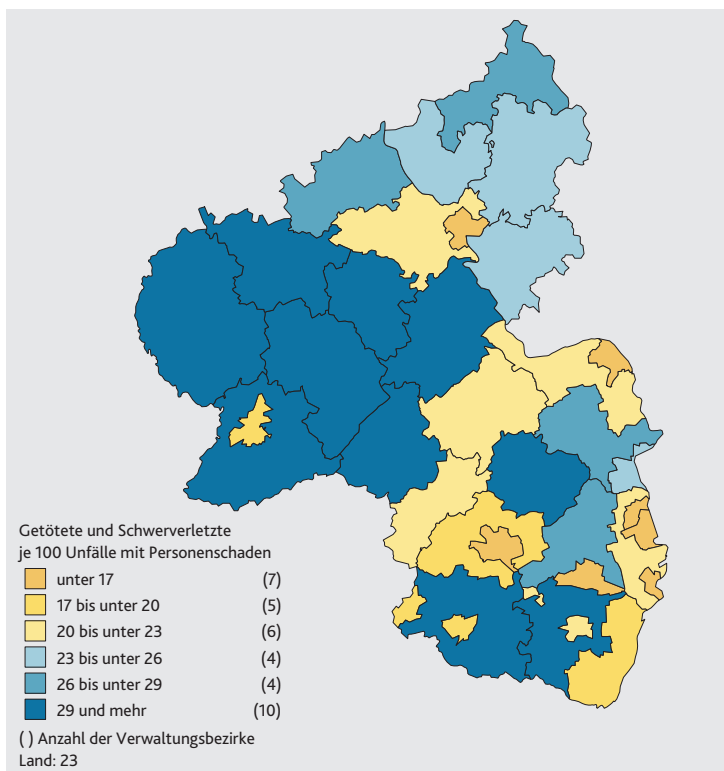 Getötete und Schwerverletzte
je 100 Unfälle mit Personenschaden
unter 17 (7)
17 bis unter 20 (5)
20 bis unter 23 (6)
23 bis unter 26 (4)
26 bis unter 29 (4)
29 und mehr (10)
( ) Anzahl der Verwaltungsbezirke
Land: 23